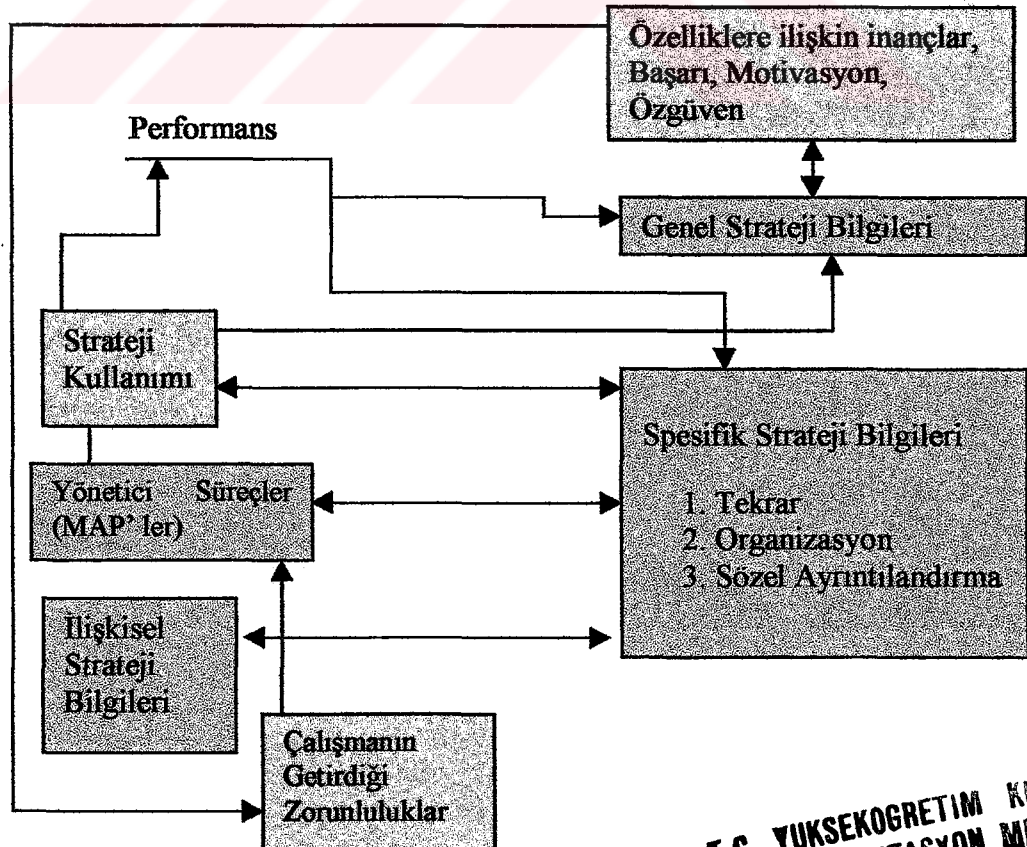 Özelliklere ilişkin inançlar,
Başarı, Motivasyon,
Özgüven
Performans
Genel Strateji Bilgileri
Strateji
Kullanımı
Spesifik Strateji Bilgileri
1. Tekrar
2. Organizasyon
3. Sözel Ayrıntılandırma
Yönetici Süreçler
(MAP' ler)
İlişkisel
Strateji
Bilgileri
Çalışmanın
Getirdiği
Zorunluluklar
T.C. YUKSEKOGRETIM